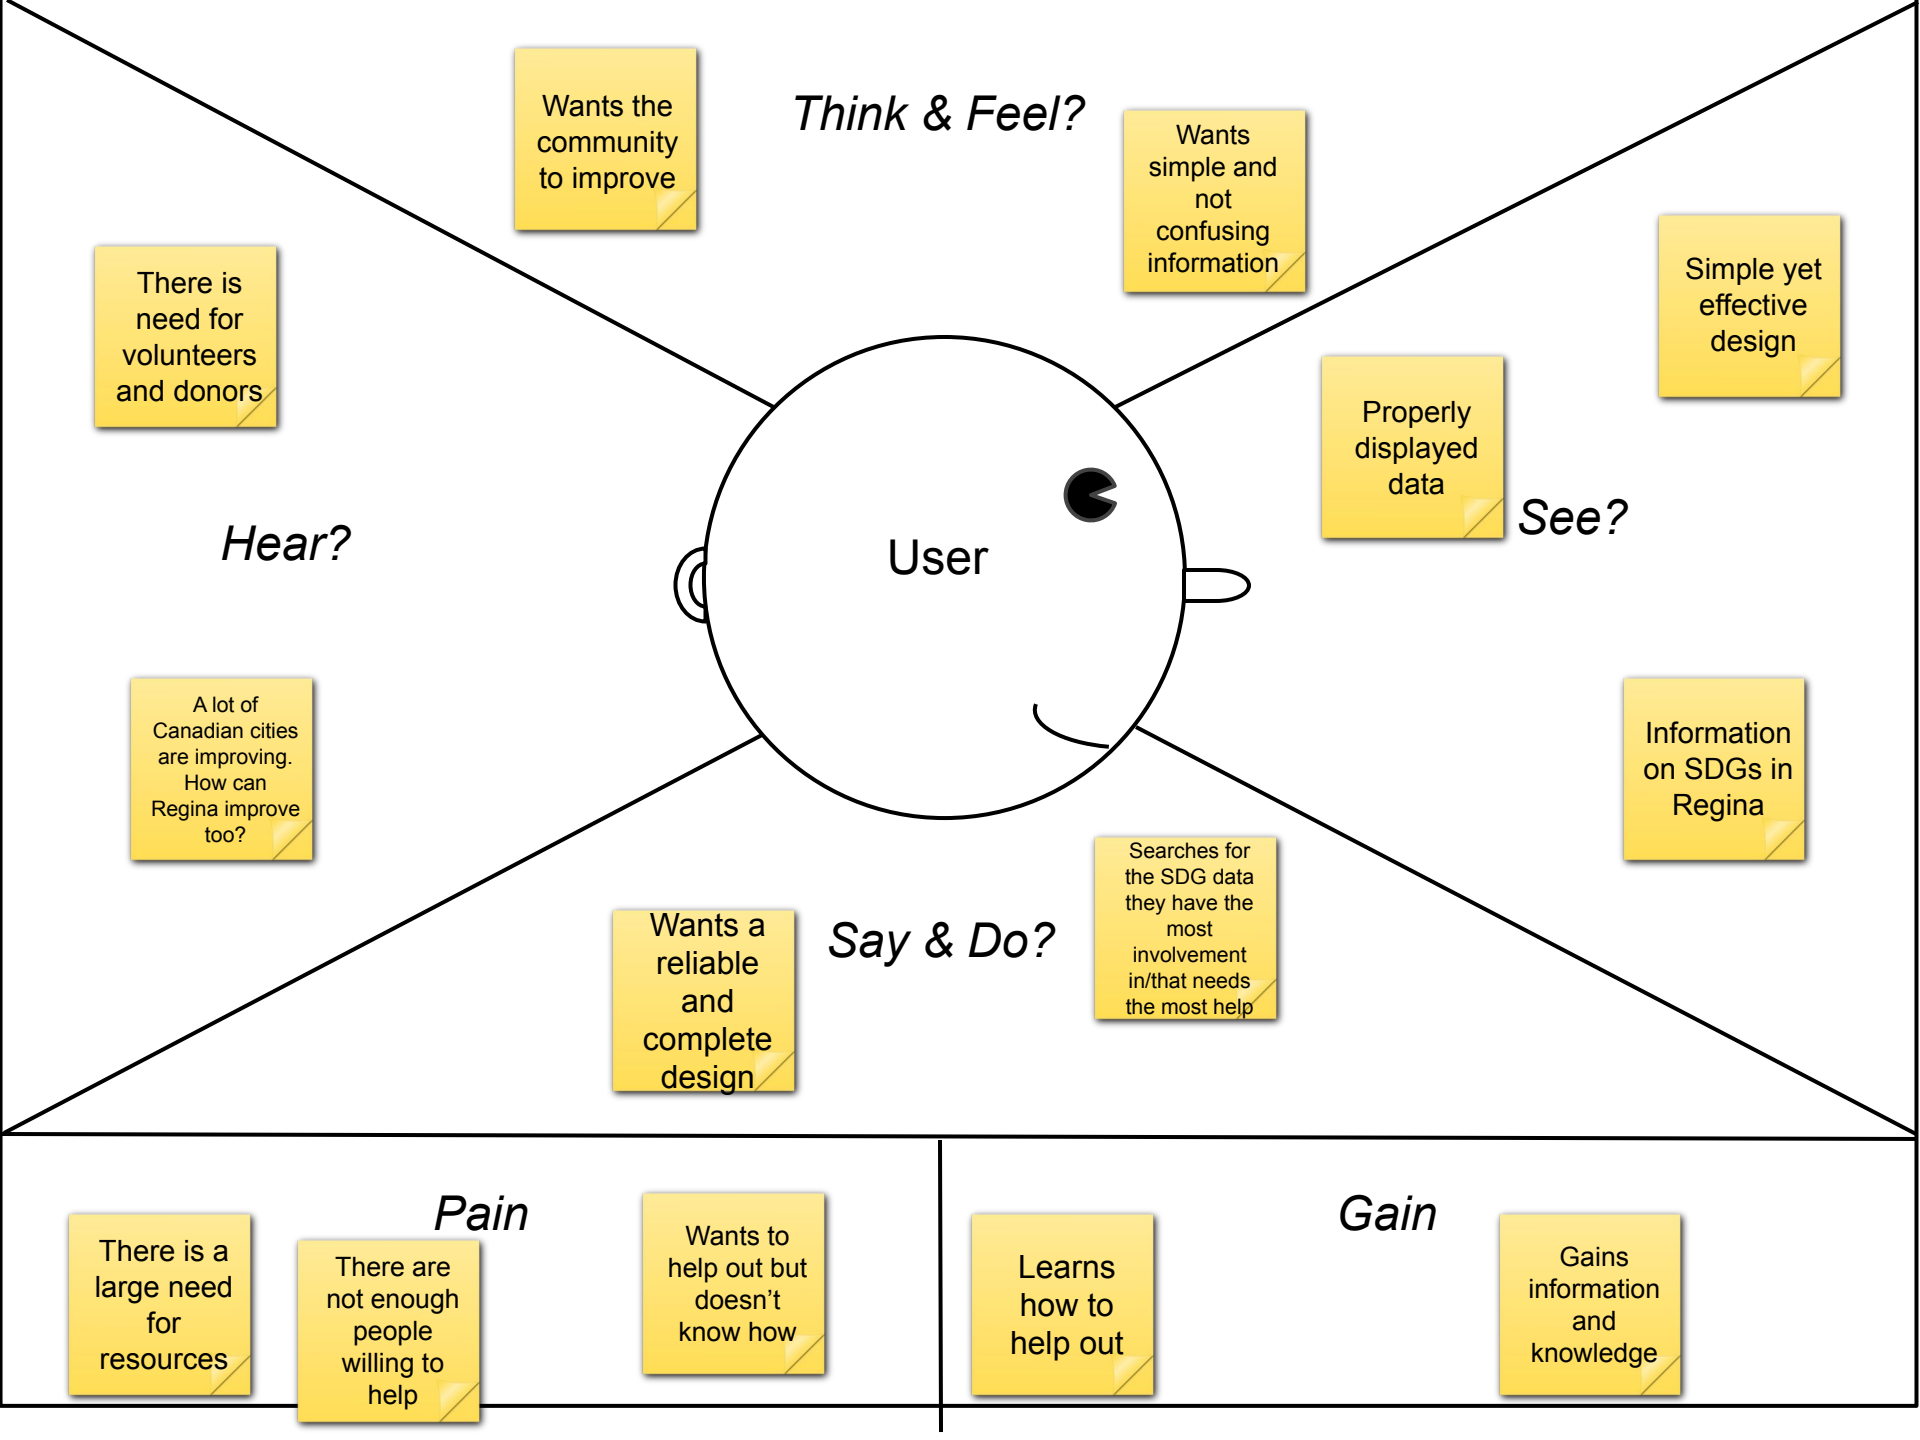 Think & Feel?
Wants the
community
to improve
Wants
simple and
not
confusing
information
Hear?
There is
need for
volunteers
and donors
A lot of
Canadian cities
are improving.
How can
Regina improve
too?
User
See?
Simple yet
effective
design
Properly
displayed
data
Information
on SDGs in
Regina
Say & Do?
Wants a
reliable
and
complete
design
Searches for
the SDG data
they have the
most
involvement
in/that needs
the most help
Pain
There is a
large need
for
resources
There are
not enough
people
willing to
help
Wants to
help out but
doesn’t
know how
Gain
Learns
how to
help out
Gains
information
and
knowledge